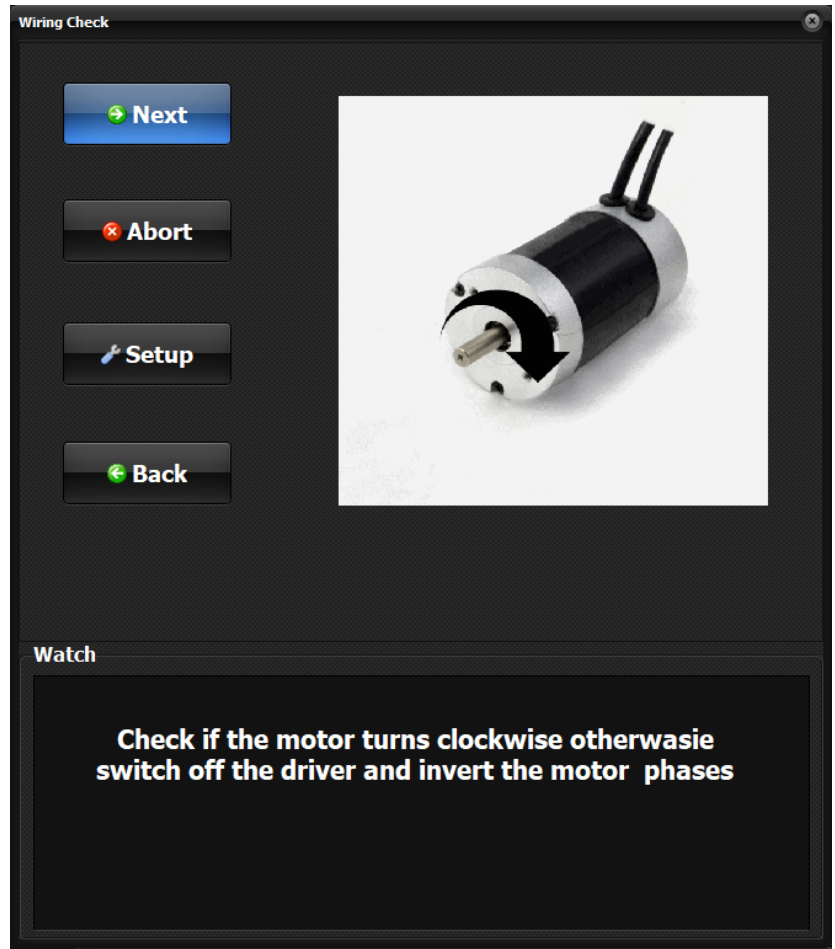 Wiring Check
Next
Abort
Setup
Back
Watch
Check if the motor turns clockwise otherwasie
switch off the driver and invert the motor phases